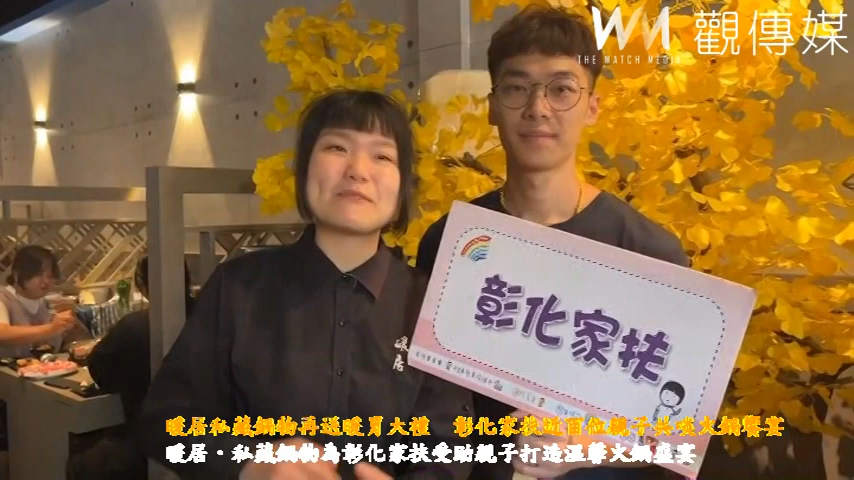 WM 觀傳媒
THE WATCH MEDIA
彰化家扶
暖居
暖居私藏鍋物再送暖胃大禮 彰化家扶近百位親子共嚐火鍋饗宴
暖居·私藏鍋物為彰化家扶受助親子打造溫馨火鍋盛宴